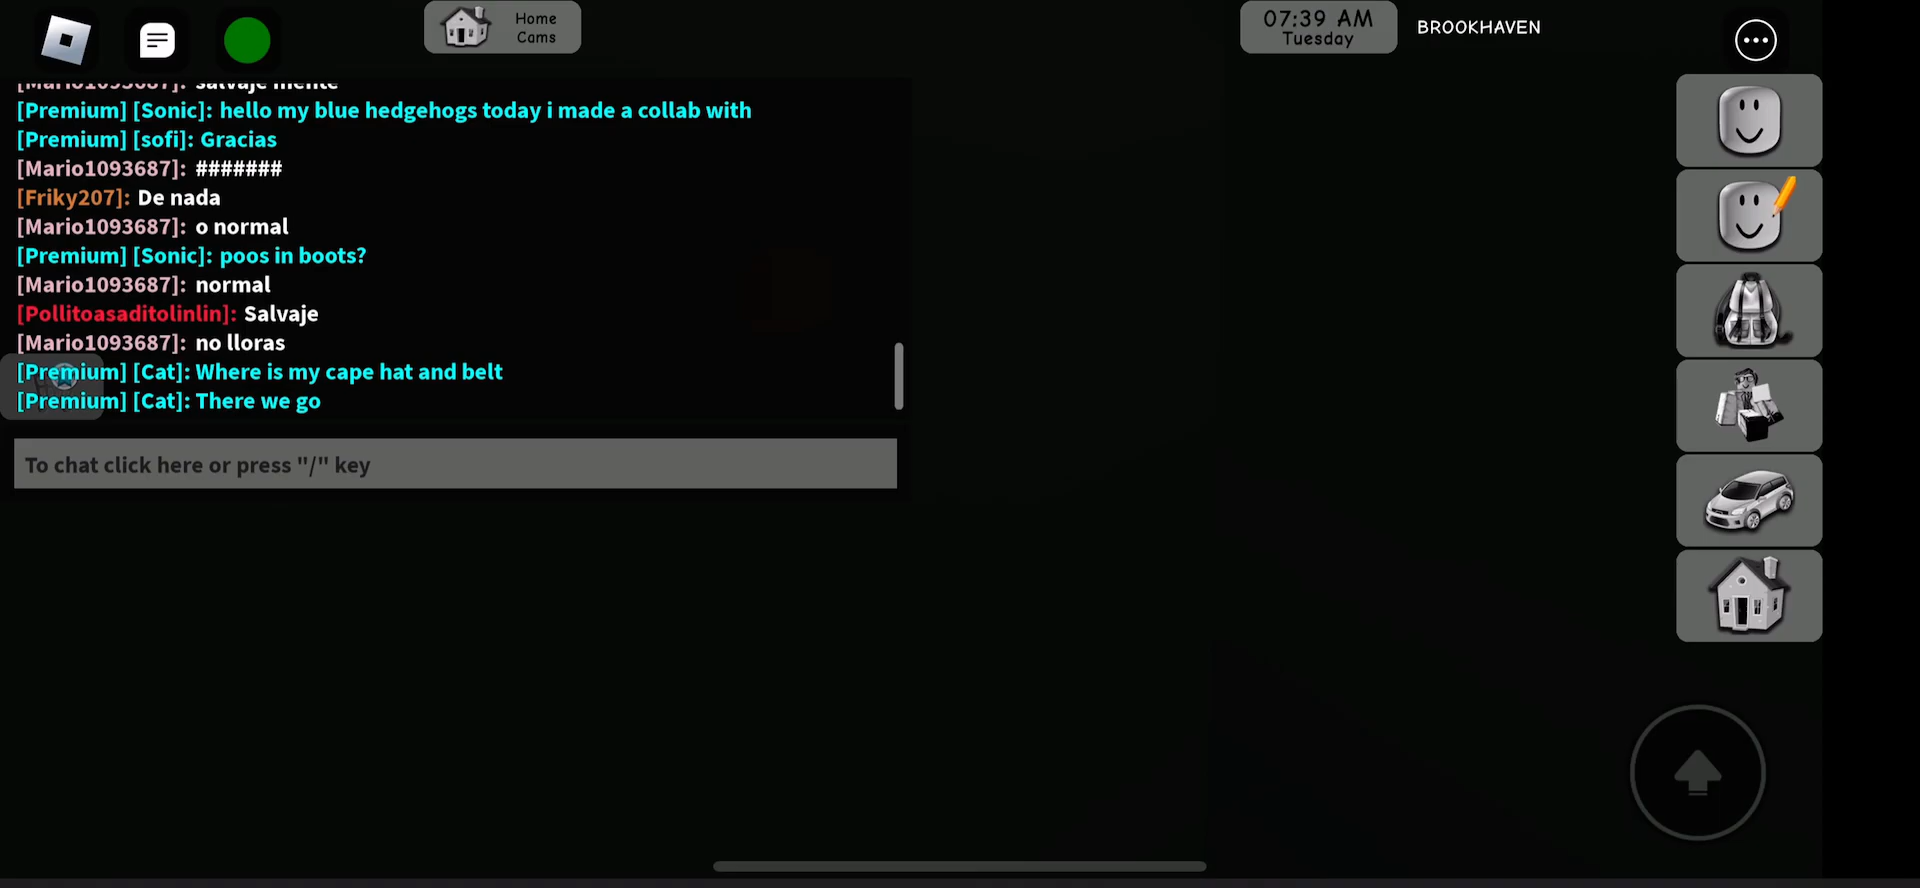 Home
Cams
07:39 AM
Tuesday
BROOKHAVEN
[Mario1093687]: salvaje mente
[Premium] [Sonic]: hello my blue hedgehogs today i made a collab with
[Premium] [sofi]: Gracias
[Mario1093687]: #######
[Friky207]: De nada
[Mario1093687]: o normal
[Premium] [Sonic]: poos in boots?
[Mario1093687]: normal
[Pollitoasaditolinlin]: Salvaje
[Mario1093687]: no lloras
[Premium] [Cat]: Where is my cape hat and belt
[Premium] [Cat]: There we go
To chat click here or press "/" key